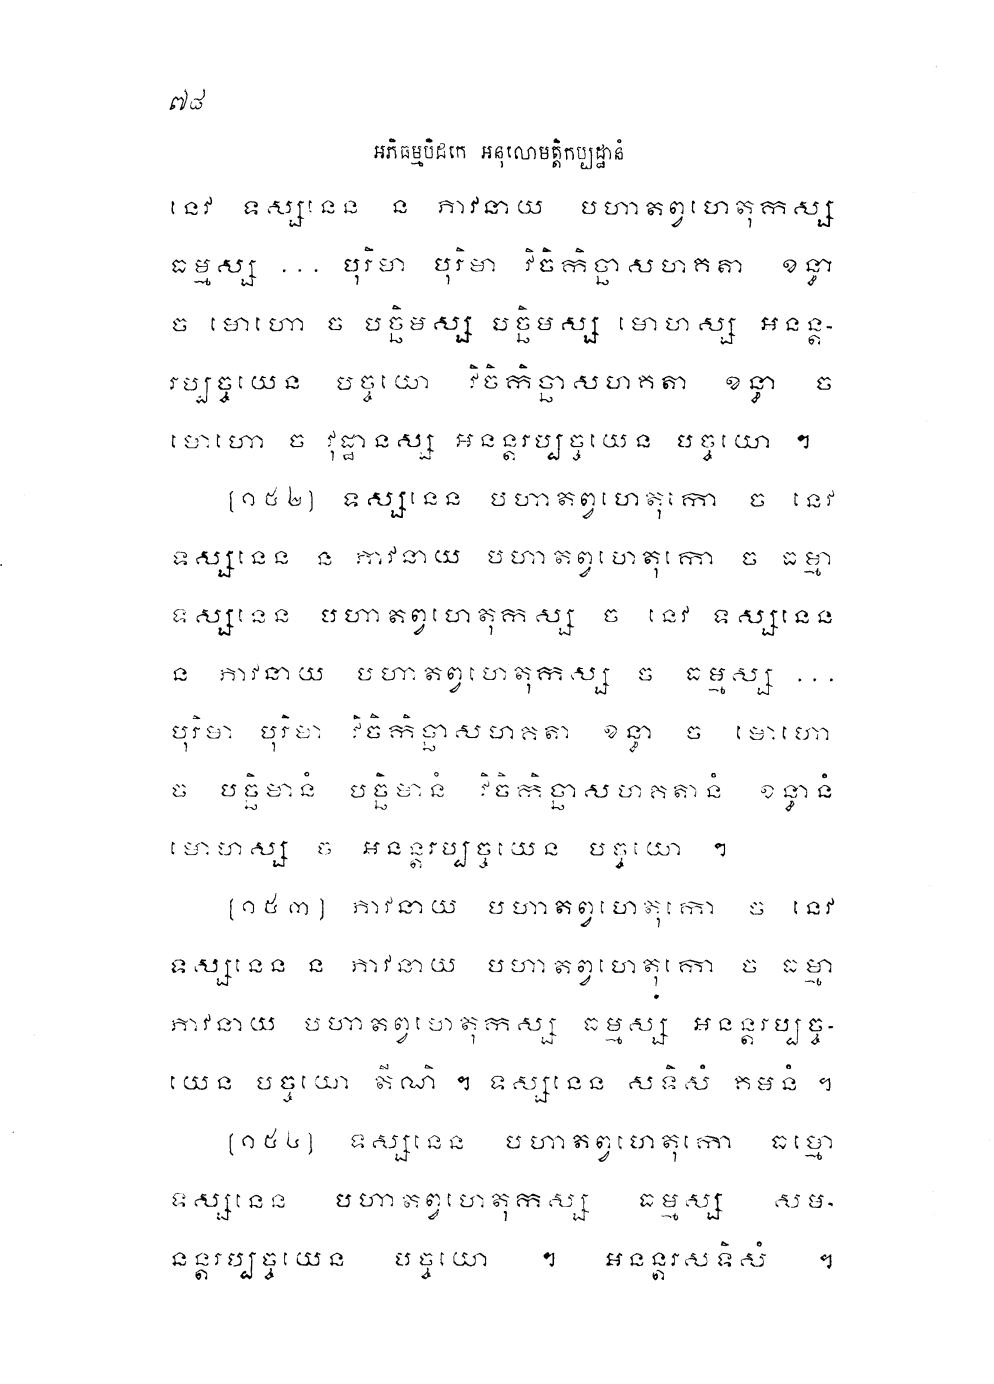 ៧៨
អភិធម្មបិដកេ អនុលោមត្តិកប្បដ្ឋានំ
នេវ ទស្សនេន ន ភាវនាយ បហាតព្វហេតុកស្ស
ធម្មស្ស ... បុរិមា បុរិមា វិចិកិច្ឆាសហគតា ខន្ធា
ច មោហោ ច បច្ឆិមស្ស បច្ឆិមស្ស មោហស្ស អនន្ត-
រប្បច្ចយេន បច្ចយោ វិចិកិច្ឆាសហគតា ខន្ធា ច
មោហោ ច វុដ្ឋានស្ស អនន្តរប្បច្ចយេន បច្ចយោ ។
[១៥២] ទស្សនេន បហាតព្វហេតុកោ ច នេវ
ទស្សនេន ន ភាវនាយ បហាតព្វហេតុកោ ច ធម្មា
ទស្សនេន បហាតព្វហេតុកស្ស ច នេវ ទស្សនេន
ន ភាវនាយ បហាតព្វហេតុកស្ស ច ធម្មស្ស ...
បុរិមា បុរិមា វិចិកិច្ឆាសហគតា ខន្ធា ច មោហោ
ច បច្ឆិមានំ បច្ឆិមានំ វិចិកិច្ឆាសហគតានំ ខន្ធានំ
មោហស្ស ច អនន្តរប្បច្ចយេន បច្ចយោ ។
[១៥៣] ភាវនាយ បហាតព្វហេតុកោ ច នេវ
ទស្សនេន ន ភាវនាយ បហាតព្វហេតុកោ ច ធម្មា
ភាវនាយ បហាតព្វហេតុកស្ស ធម្មស្ស អនន្តរប្បច្ច-
យេន បច្ចយោ តីណិ ។ ទស្សនេន សទិសំ គមនំ ។
[១៥៤] ទស្សនេន បហាតព្វហេតុកោ ធម្មោ
ទស្សនេន បហាតព្វហេតុកស្ស ធម្មស្ស សម-
នន្តរប្បច្ចយេន បច្ចយោ ។ អនន្តរសទិសំ ។